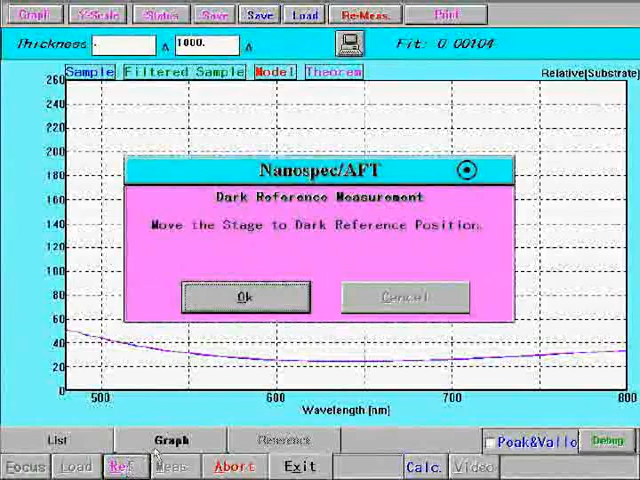 Graph Y-Scale Status Save Save Load Re-Meas. Print
Thickness . A 1000. A Fit: 0 00104
Sample Filtered Sample Model Theorem Relative(Substrate)
260
240
220
200
180
160
140
120
100
80
60
40
20
0
500 600 700 800
Wavelength [nm]
Nanospec/AFT
Dark Reference Measurement
Move the Stage to Dark Reference Position.
Ok Cancel
List Graph Reference Peak&Valle Debug
Focus Load Ref Meas Abort Exit Calc. Video